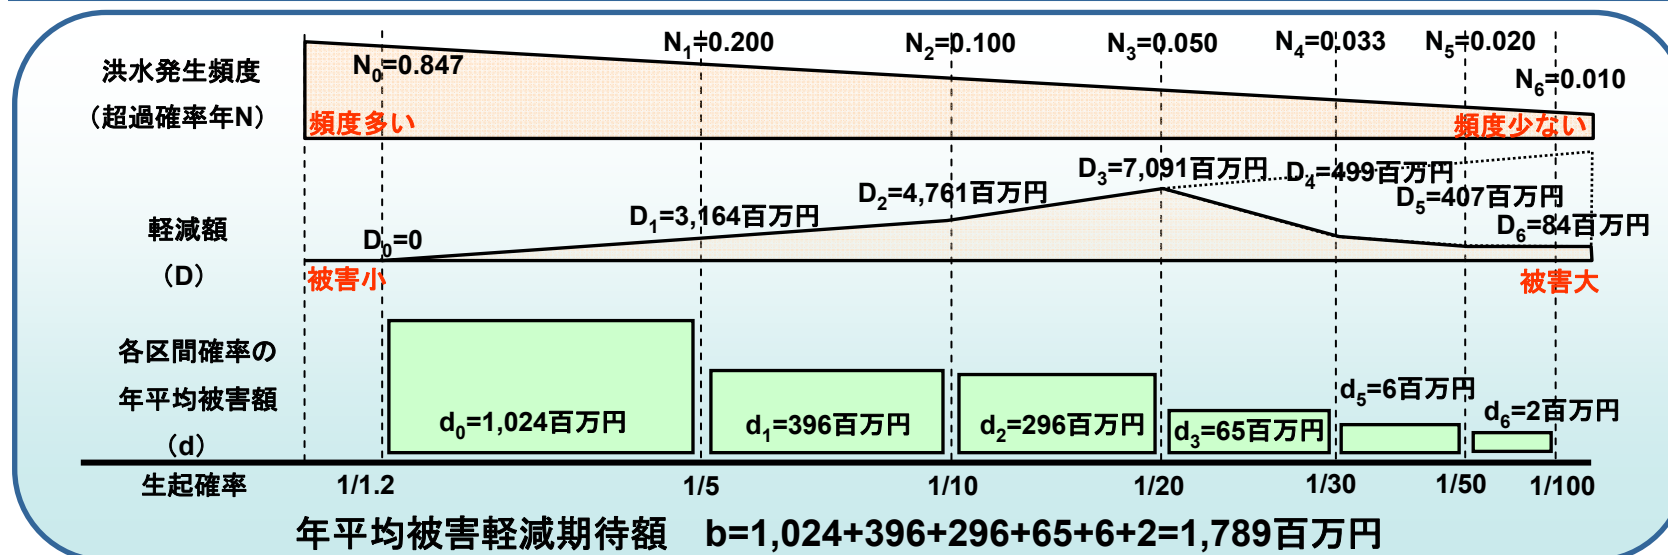 N₁=0.200
N₂=0.100
N₃=0.050
N₄=0.033
N₅=0.020
洪水発生頻度
N₀=0.847
N₆=0.010
（超過確率年N）
頻度多い
頻度少ない
D₃=7,091百万円
D₄=499百万円
D₂=4,761百万円
D₅=407百万円
D₁=3,164百万円
D₆=84百万円
軽減額
D₀=0
（D）
被害小
被害大
各区間確率の
年平均被害額
（d）
d₀=1,024百万円
d₁=396百万円
d₂=296百万円
d₃=65百万円
d₅=6百万円
d₆=2百万円
生起確率
1/1.2
1/5
1/10
1/20
1/30
1/50
1/100
年平均被害軽減期待額 b=1,024+396+296+65+6+2=1,789百万円